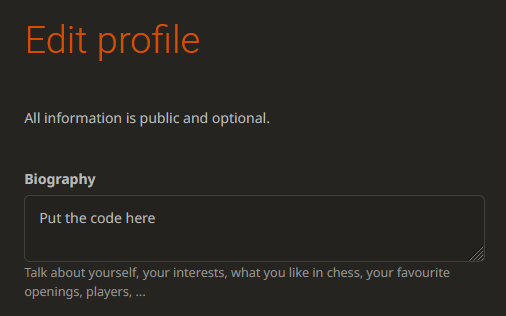 Edit profile
All information is public and optional.
Biography
Put the code here
Talk about yourself, your interests, what you like in chess, your favourite
openings, players, ...